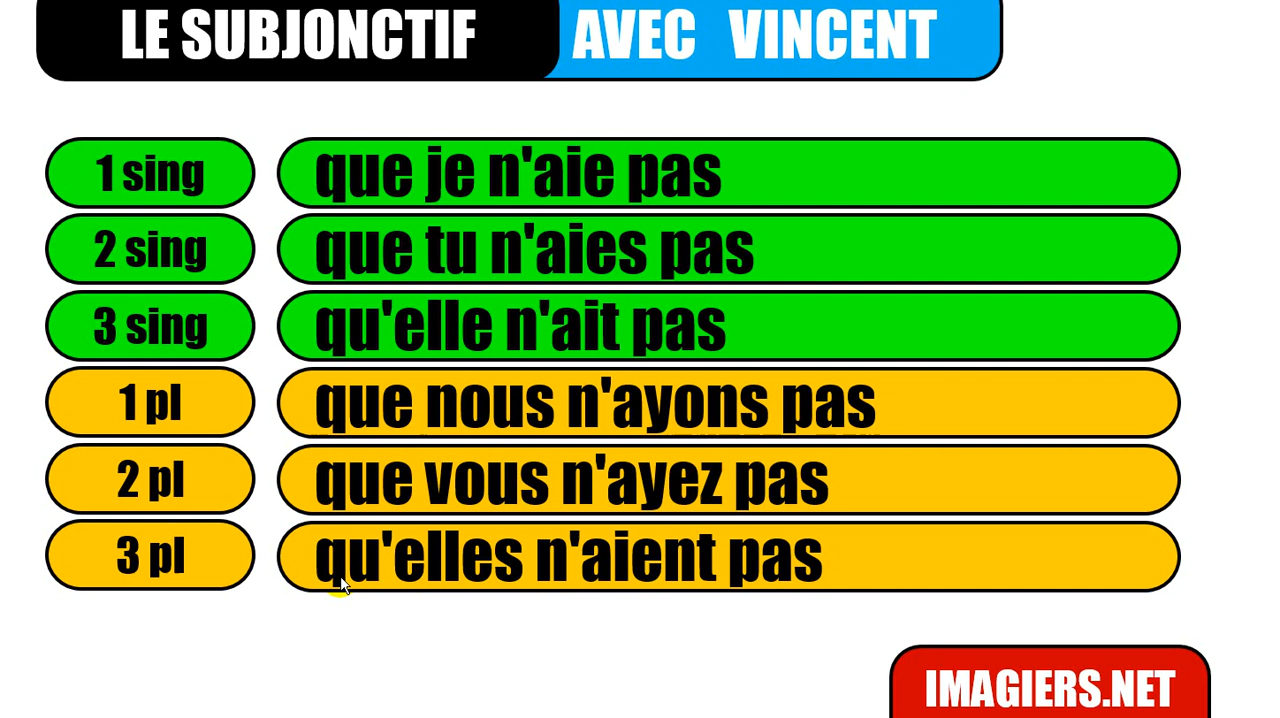 LE SUBJONCTIF AVEC VINCENT
1 sing que je n'aie pas
2 sing que tu n'aies pas
3 sing qu'elle n'ait pas
1 pl que nous n'ayons pas
2 pl que vous n'ayez pas
3 pl qu'elles n'aient pas
IMAGIERS.NET